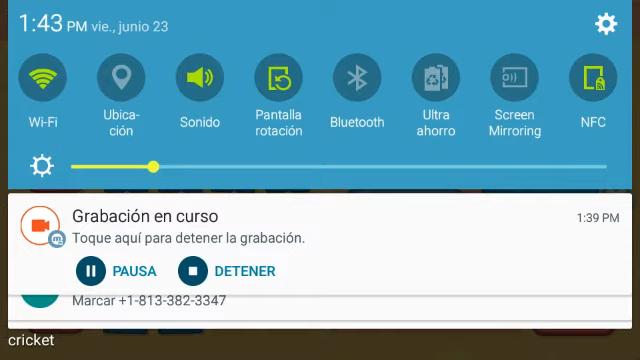 1:43 PM vie., junio 23
Wi-Fi
Ubica-
ción
Sonido
Pantalla
rotación
Bluetooth
Ultra
ahorro
Screen
Mirroring
NFC
Grabación en curso 1:39 PM
Toque aquí para detener la grabación.
PAUSA DETENER
Marcar +1-813-382-3347
cricket